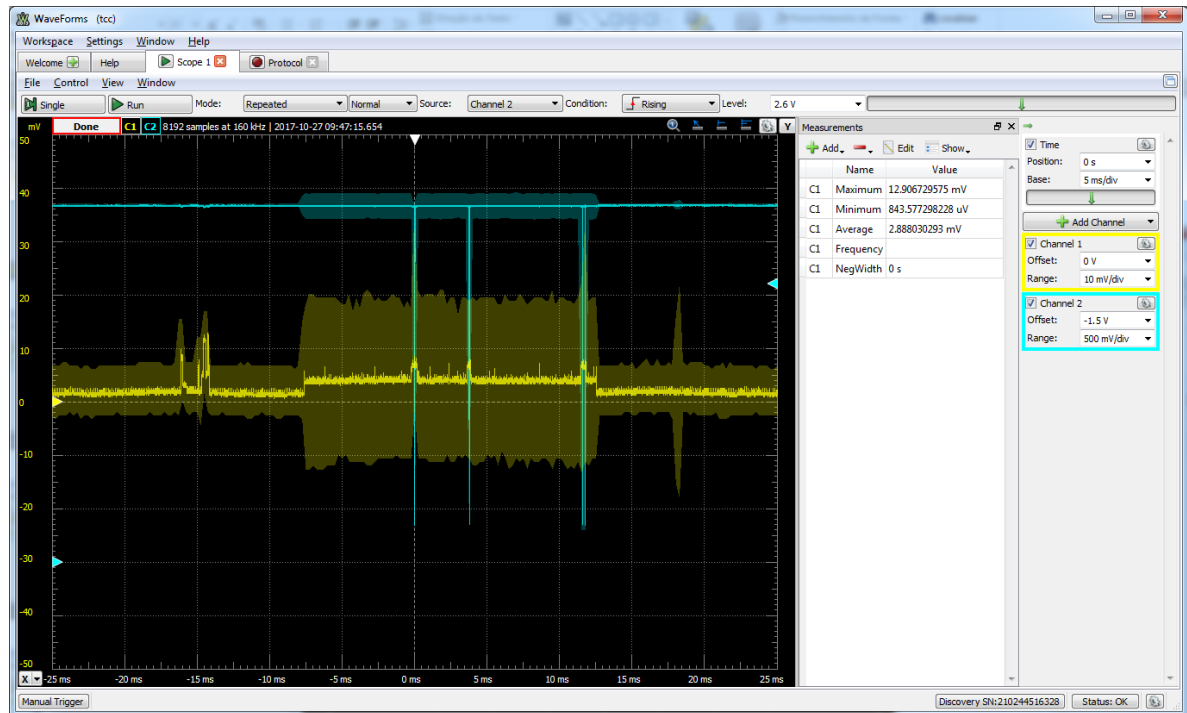 WaveForms (tcc)
Workspace Settings Window Help
Welcome Help Scope 1 Protocol
File Control View Window
Single Run Mode: Repeated Normal Source: Channel 2 Condition: Rising Level: 2.6 V
mV Done C1 C2 8192 samples at 160 kHz | 2017-10-27 09:47:15.654 Y
Measurements
Add Edit Show
Name Value
C1 Maximum 12.906729575 mV
C1 Minimum 843.577298228 uV
C1 Average 2.888030293 mV
C1 Frequency
C1 NegWidth 0 s
Time
Position: 0 s
Base: 5 ms/div
Add Channel
Channel 1
Offset: 0 V
Range: 10 mV/div
Channel 2
Offset: -1.5 V
Range: 500 mV/div
50
40
30
20
10
0
-10
-20
-30
-40
-50
X -25 ms -20 ms -15 ms -10 ms -5 ms 0 ms 5 ms 10 ms 15 ms 20 ms 25 ms
Manual Trigger Discovery SN:210244516328 Status: OK